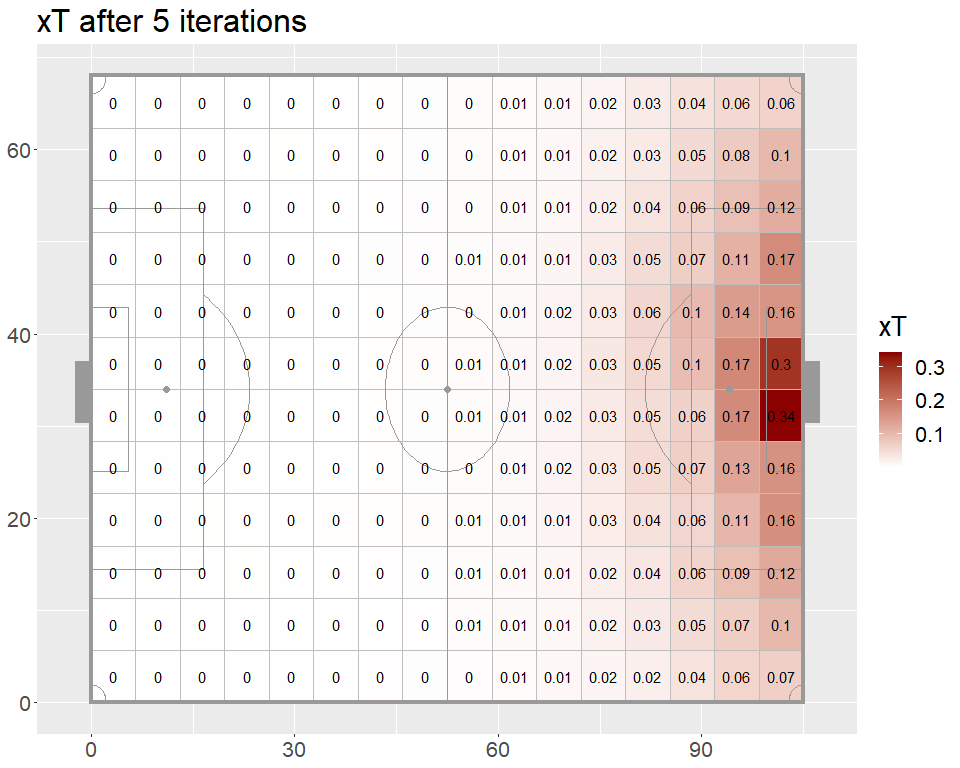 xT after 5 iterations
0 0 0 0 0 0 0 0 0 0.01 0.01 0.02 0.03 0.04 0.06 0.06
60
0 0 0 0 0 0 0 0 0 0.01 0.01 0.02 0.03 0.05 0.08 0.1
0 0 0 0 0 0 0 0 0 0.01 0.01 0.02 0.04 0.06 0.09 0.12
0 0 0 0 0 0 0 0 0.01 0.01 0.01 0.03 0.05 0.07 0.11 0.17
0 0 0 0 0 0 0 0 0 0.01 0.02 0.03 0.06 0.1 0.14 0.16
40
0 0 0 0 0 0 0 0 0.01 0.01 0.02 0.03 0.05 0.1 0.17 0.3
0 0 0 0 0 0 0 0 0.01 0.01 0.02 0.03 0.05 0.06 0.17 0.34
0 0 0 0 0 0 0 0 0 0.01 0.02 0.03 0.05 0.07 0.13 0.16
20
0 0 0 0 0 0 0 0 0.01 0.01 0.01 0.03 0.04 0.06 0.11 0.16
0 0 0 0 0 0 0 0 0.01 0.01 0.01 0.02 0.04 0.06 0.09 0.12
0 0 0 0 0 0 0 0 0.01 0.01 0.01 0.02 0.03 0.05 0.07 0.1
0 0 0 0 0 0 0 0 0 0.01 0.01 0.02 0.02 0.04 0.06 0.07
0
0 30 60 90
xT
0.3
0.2
0.1